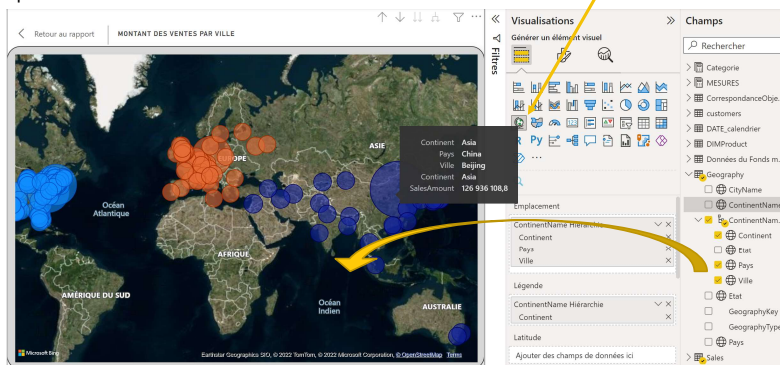 Retour au rapport
MONTANT DES VENTES PAR VILLE
EUROPE
ASIE
Océan
Atlantique
AFRIQUE
AMÉRIQUE DU SUD
Océan
Indien
AUSTRALIE
Continent Asia
Pays China
Ville Beijing
Continent Asia
SalesAmount 126 936 108,8
Microsoft Bing
Earthstar Geographics SIO, © 2022 TomTom, © 2022 Microsoft Corporation, © OpenStreetMap Terms
Filtres
Visualisations
Générer un élément visuel
R Py
Emplacement
ContinentName Hiérarchie
Continent
Pays
Ville
Légende
ContinentName Hiérarchie
Continent
Latitude
Ajouter des champs de données ici
Champs
Rechercher
Categorie
MESURES
CorrespondanceObje...
customers
DATE_calendrier
DIMProduct
Données du Fonds m...
Geography
CityName
ContinentName
ContinentNam...
Continent
Etat
Pays
Ville
Etat
GeographyKey
GeographyType
Pays
Sales